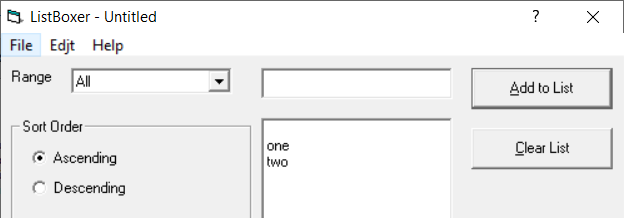 ListBoxer - Untitled
File Edjt Help
Range All Add to List
Sort Order
one
Ascending Clear List
two
Descending